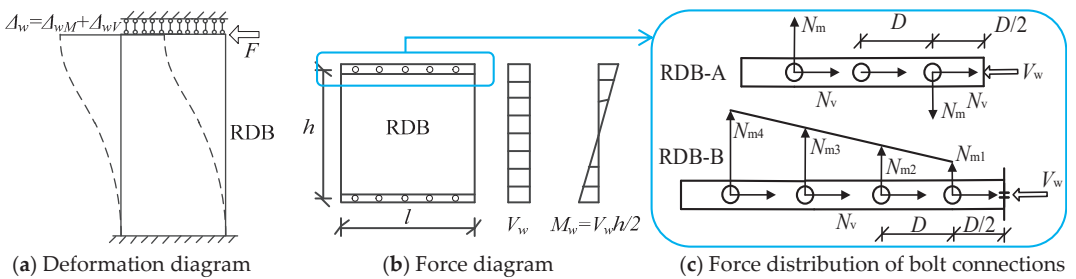 Δw=ΔwM+ΔwV
F
RDB
(a) Deformation diagram
h
RDB
l
Vw
Mw=Vwh/2
(b) Force diagram
Nm
D
D/2
RDB-A
Vw
Nv
Nm
Nv
Nm4
Nm3
RDB-B
Nm2
Nm1
Vw
Nv
D
D/2
(c) Force distribution of bolt connections